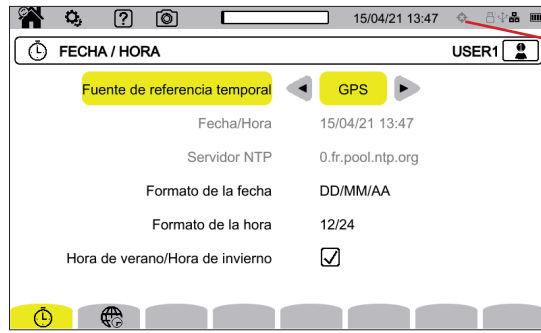 15/04/21 13:47
FECHA / HORA USER1
Fuente de referencia temporal GPS
Fecha/Hora 15/04/21 13:47
Servidor NTP 0.fr.pool.ntp.org
Formato de la fecha DD/MM/AA
Formato de la hora 12/24
Hora de verano/Hora de invierno